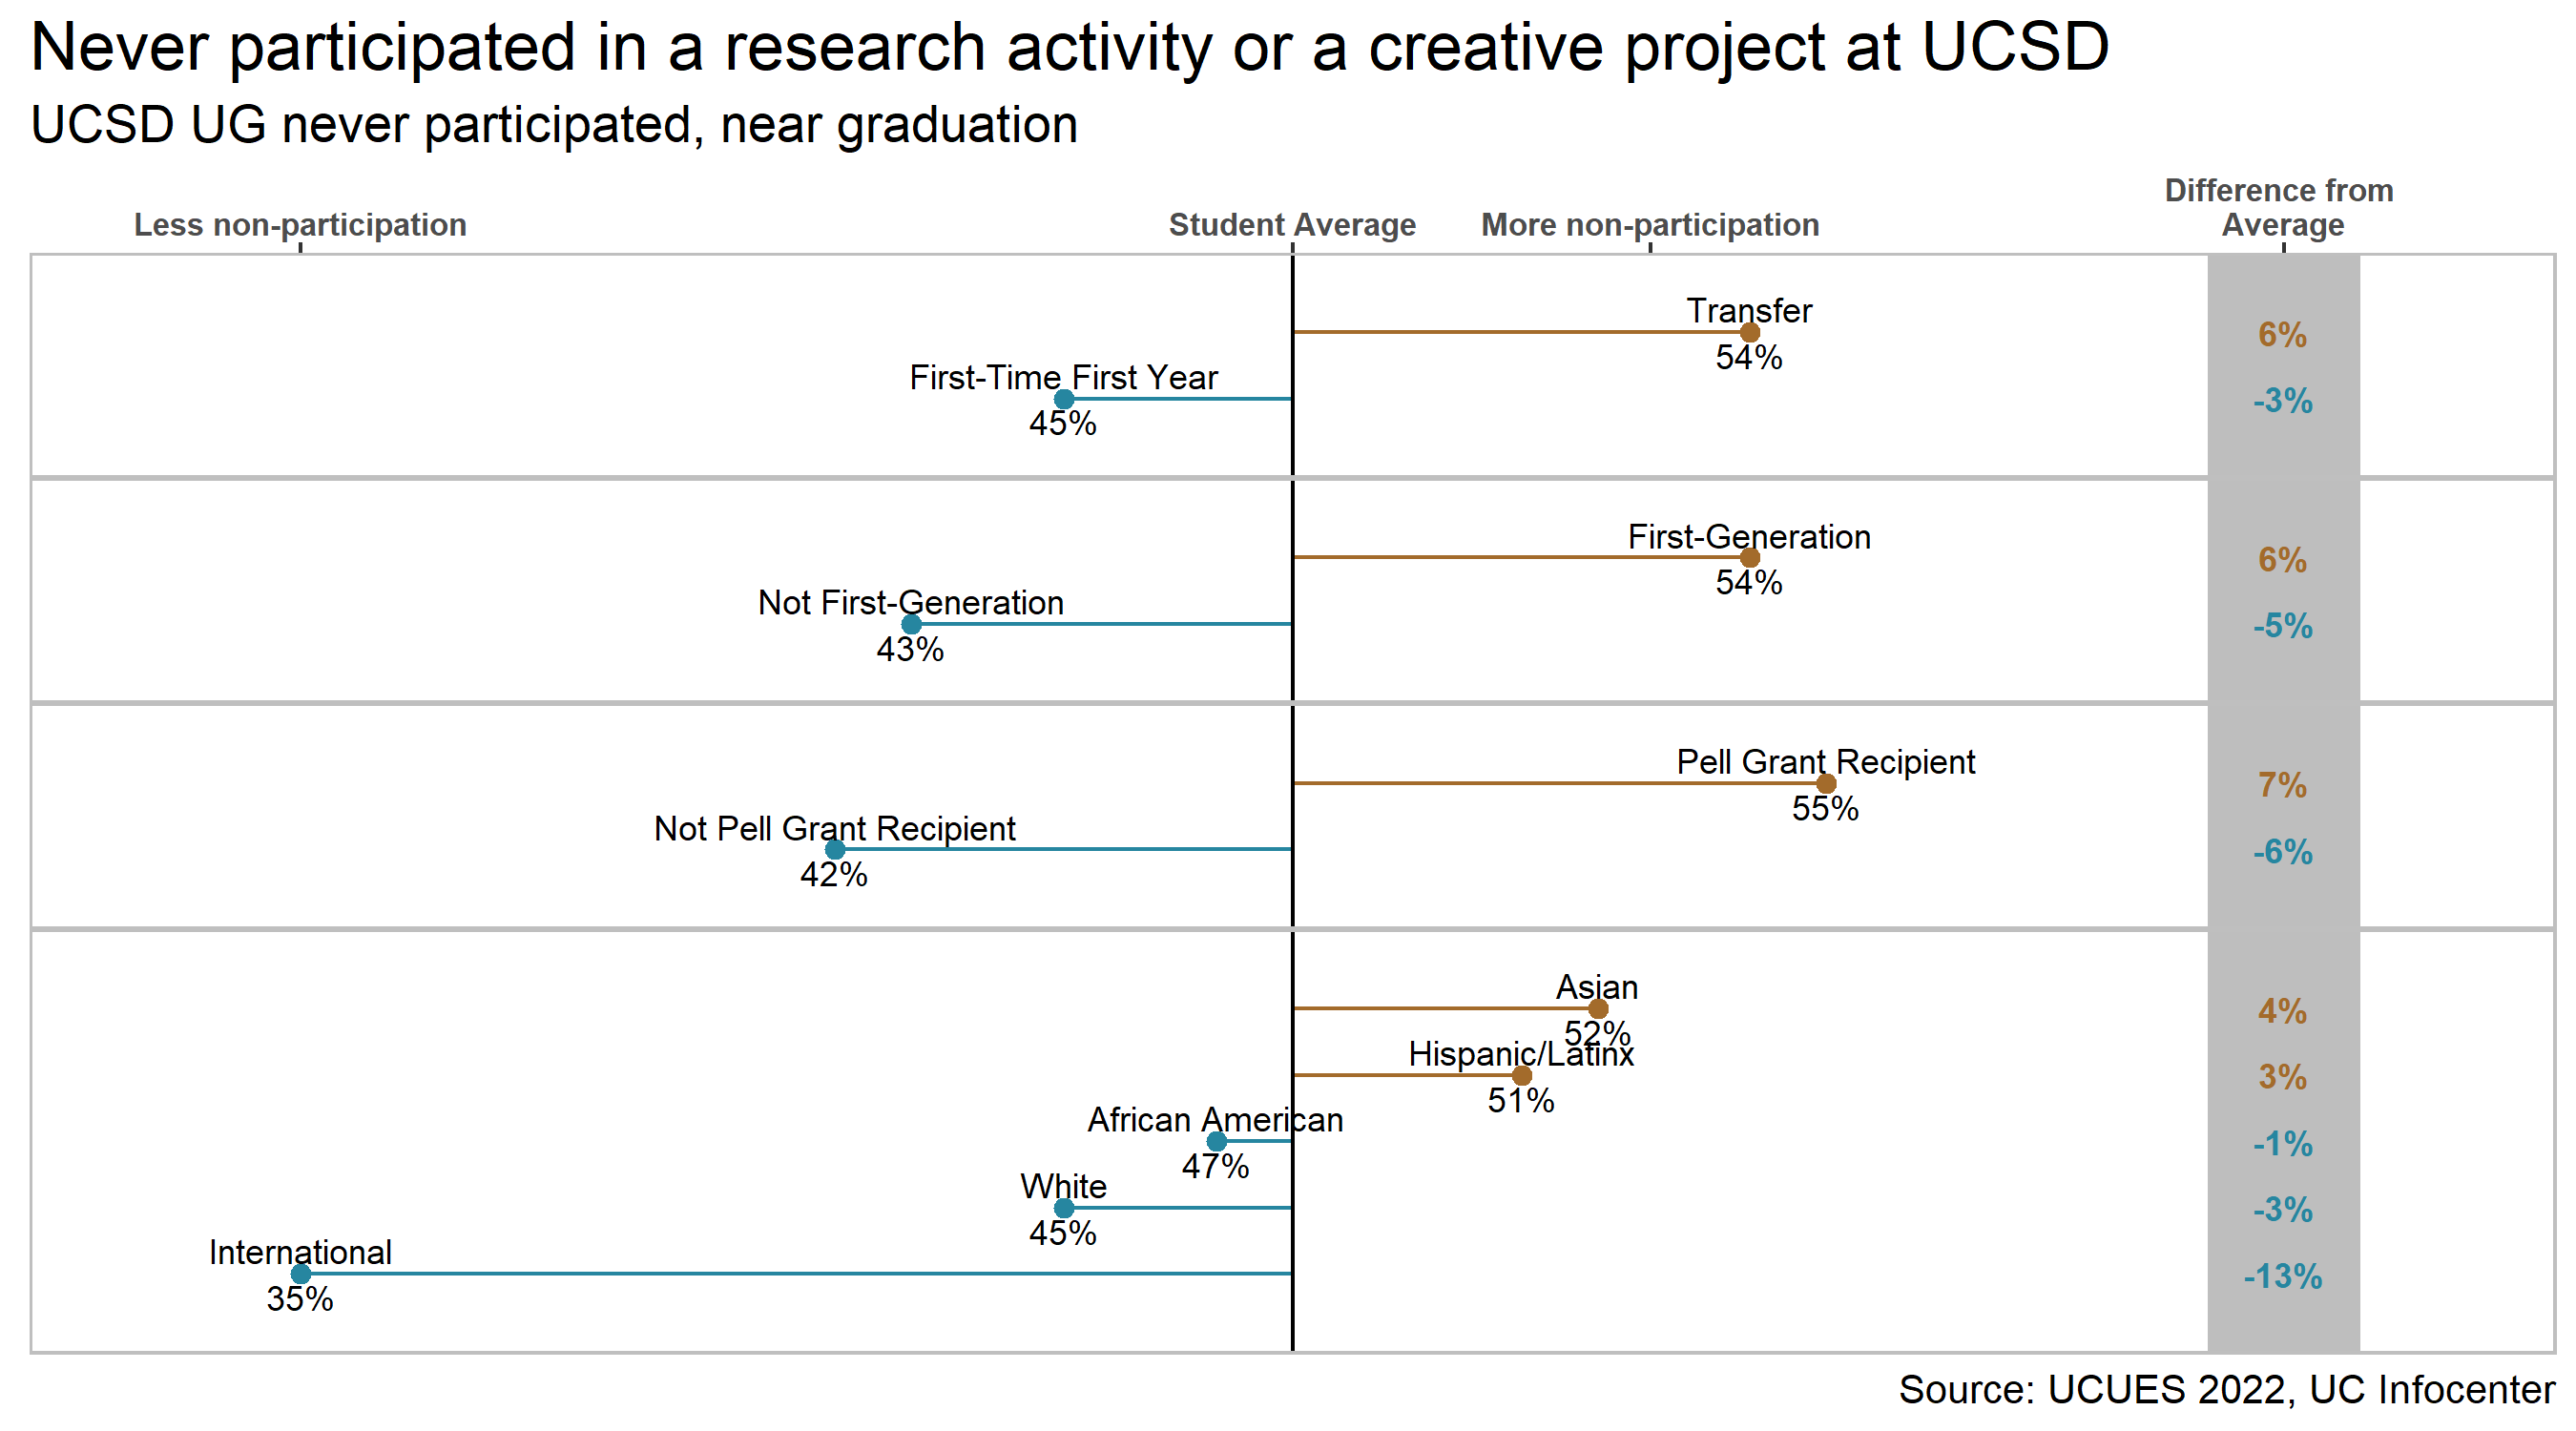 Never participated in a research activity or a creative project at UCSD
UCSD UG never participated, near graduation
Less non-participation
Student Average
More non-participation
Difference from
Average
Transfer
54%
6%
First-Time First Year
45%
-3%
First-Generation
54%
6%
Not First-Generation
43%
-5%
Pell Grant Recipient
55%
7%
Not Pell Grant Recipient
42%
-6%
Asian
52%
4%
Hispanic/Latinx
51%
3%
African American
47%
-1%
White
45%
-3%
International
35%
-13%
Source: UCUES 2022, UC Infocenter